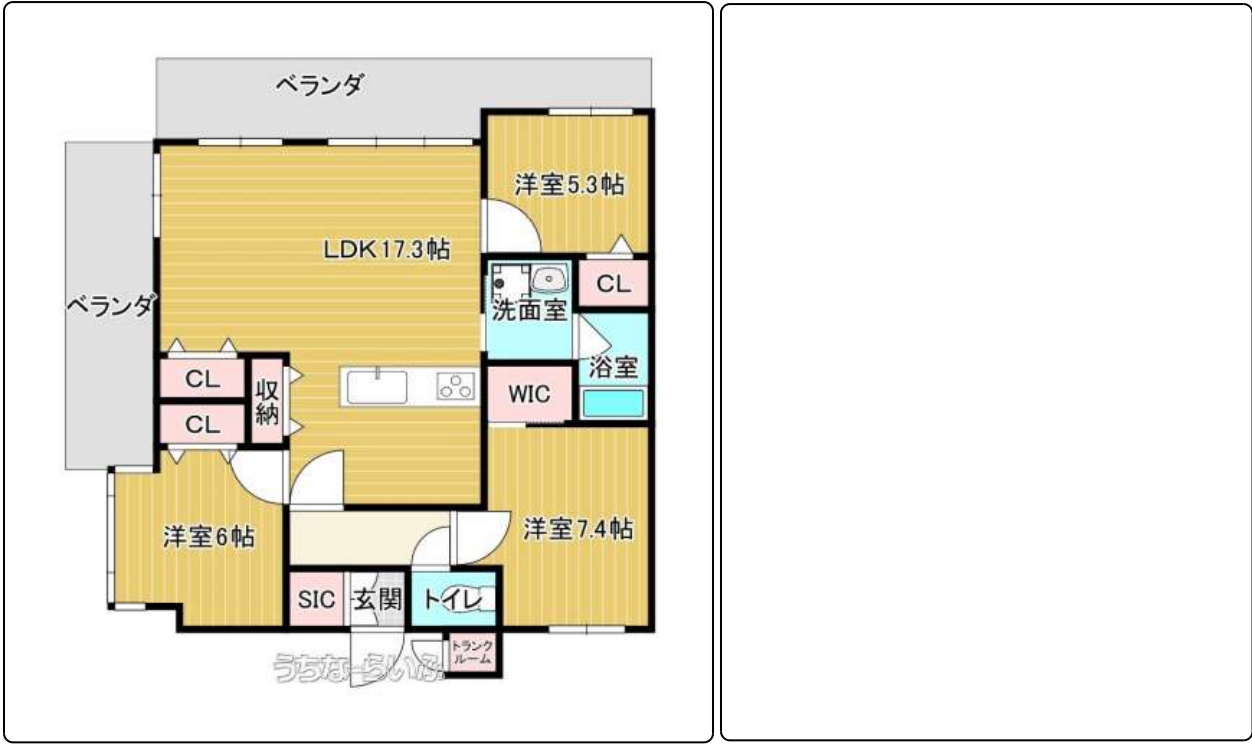 ベランダ
洋室5.3帖
LDK17.3帖
CL
洗面室
ベランダ
浴室
CL
収納
WIC
CL
洋室6帖
洋室7.4帖
SIC
玄関
トイレ
トランク
ルーム
うちなーらいふ